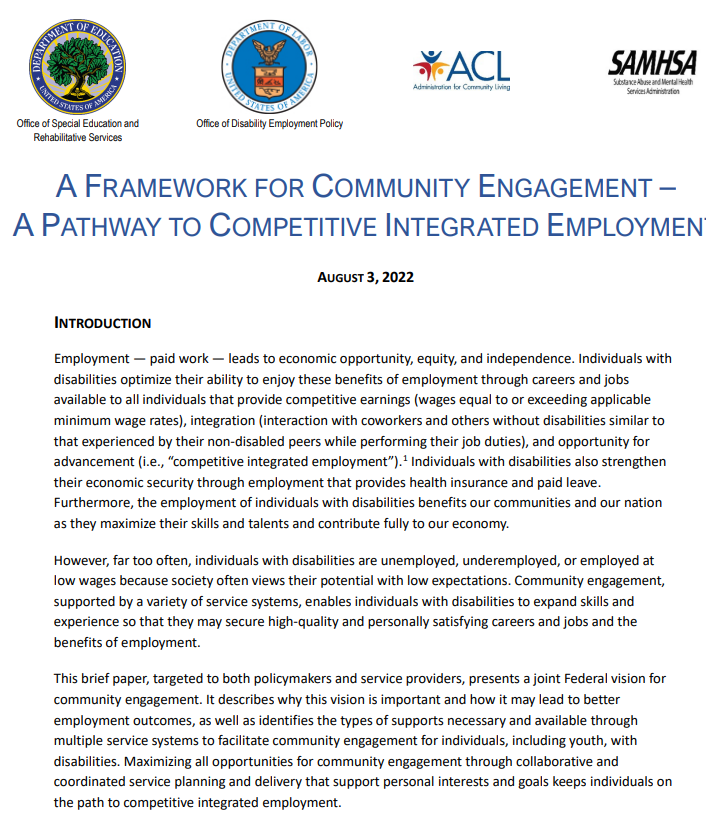 DEPARTMENT OF EDUCATION
UNITED STATES OF AMERICA
Office of Special Education and
Rehabilitative Services
DEPARTMENT OF LABOR
UNITED STATES OF AMERICA
Office of Disability Employment Policy
ACL
Administration for Community Living
SAMHSA
Substance Abuse and Mental Health
Services Administration
A FRAMEWORK FOR COMMUNITY ENGAGEMENT –
A PATHWAY TO COMPETITIVE INTEGRATED EMPLOYMENT
AUGUST 3, 2022
INTRODUCTION
Employment — paid work — leads to economic opportunity, equity, and independence. Individuals with
disabilities optimize their ability to enjoy these benefits of employment through careers and jobs
available to all individuals that provide competitive earnings (wages equal to or exceeding applicable
minimum wage rates), integration (interaction with coworkers and others without disabilities similar to
that experienced by their non-disabled peers while performing their job duties), and opportunity for
advancement (i.e., “competitive integrated employment”).1 Individuals with disabilities also strengthen
their economic security through employment that provides health insurance and paid leave.
Furthermore, the employment of individuals with disabilities benefits our communities and our nation
as they maximize their skills and talents and contribute fully to our economy.
However, far too often, individuals with disabilities are unemployed, underemployed, or employed at
low wages because society often views their potential with low expectations. Community engagement,
supported by a variety of service systems, enables individuals with disabilities to expand skills and
experience so that they may secure high-quality and personally satisfying careers and jobs and the
benefits of employment.
This brief paper, targeted to both policymakers and service providers, presents a joint Federal vision for
community engagement. It describes why this vision is important and how it may lead to better
employment outcomes, as well as identifies the types of supports necessary and available through
multiple service systems to facilitate community engagement for individuals, including youth, with
disabilities. Maximizing all opportunities for community engagement through collaborative and
coordinated service planning and delivery that support personal interests and goals keeps individuals on
the path to competitive integrated employment.